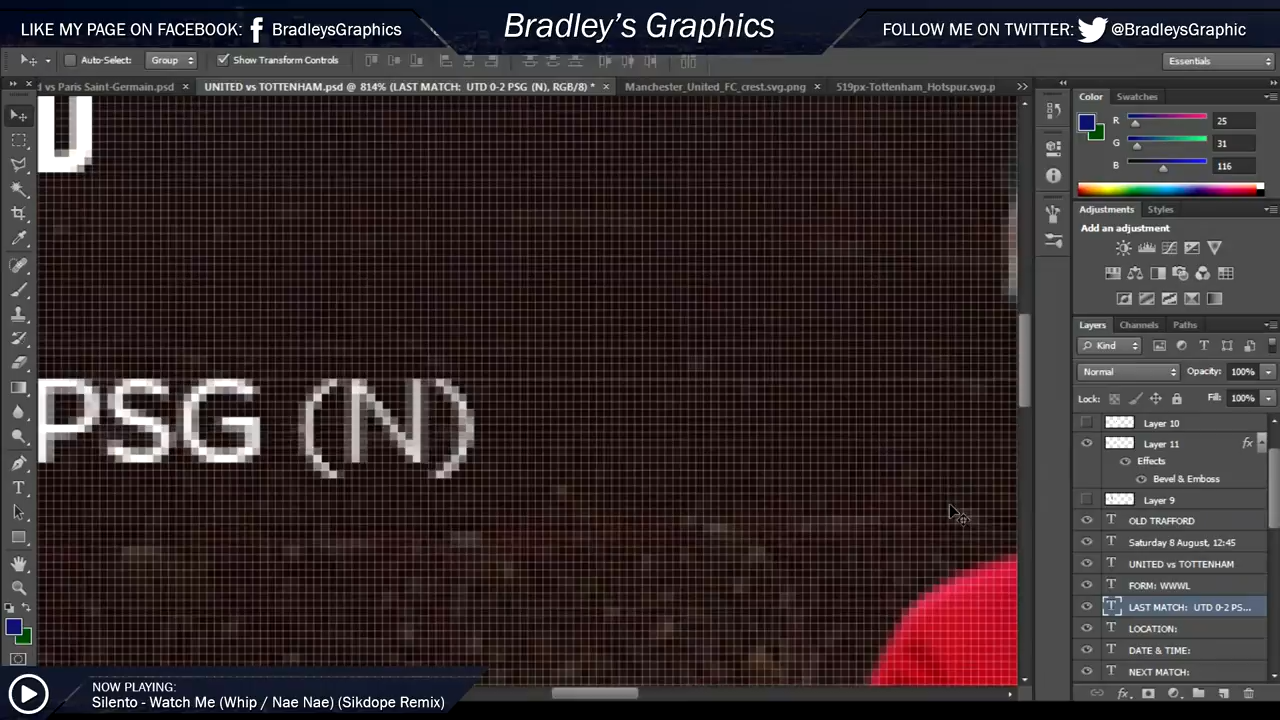 LIKE MY PAGE ON FACEBOOK: f BradleysGraphics
Bradley's Graphics
FOLLOW ME ON TWITTER: @BradleysGraphic
Auto-Select: Group Show Transform Controls Essentials
d vs Paris Saint-Germain.psd × UNITED vs TOTTENHAM.psd @ 814% (LAST MATCH: UTD 0-2 PSG (N), RGB/8) * × Manchester_United_FC_crest.svg.png × 519px-Tottenham_Hotspur.svg.p
Color Swatches
R 25
G 31
B 116
Adjustments Styles
Add an adjustment
Layers Channels Paths
Kind
Normal Opacity: 100%
Lock: Fill: 100%
Layer 10
Layer 11 fx
Effects
Bevel & Emboss
Layer 9
OLD TRAFFORD
Saturday 8 August, 12:45
UNITED vs TOTTENHAM
FORM: WWWL
LAST MATCH: UTD 0-2 PS...
LOCATION:
DATE & TIME:
NEXT MATCH:
PSG (N)
NOW PLAYING:
Silento - Watch Me (Whip / Nae Nae) (Sikdope Remix)